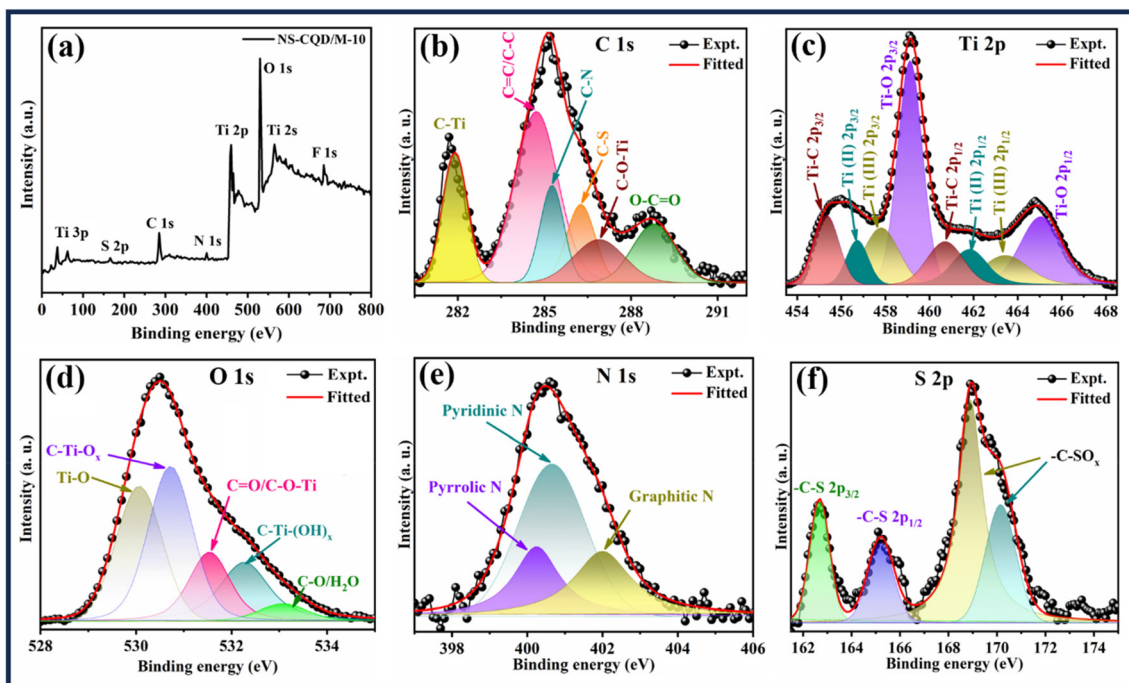 (a)
NS-CQD/M-10
O 1s
Ti 2p
Ti 2s
F 1s
Ti 3p
S 2p
C 1s
N 1s
Intensity (a.u.)
0 100 200 300 400 500 600 700 800
Binding energy (eV)
(b)
C 1s
Expt.
Fitted
C-Ti
C=C/C-C
C-N
C-S
C-O-Ti
O-C=O
Intensity (a. u.)
282 285 288 291
Binding energy (eV)
(c)
Ti 2p
Expt.
Fitted
Ti-C 2p3/2
Ti (II) 2p3/2
Ti (III) 2p3/2
Ti-O 2p3/2
Ti-C 2p1/2
Ti (II) 2p1/2
Ti (III) 2p1/2
Ti-O 2p1/2
Intensity (a. u.)
454 456 458 460 462 464 466 468
Binding energy (eV)
(d)
O 1s
Expt.
Fitted
C-Ti-Ox
Ti-O
C=O/C-O-Ti
C-Ti-(OH)x
C-O/H2O
Intensity (a. u.)
528 530 532 534
Binding energy (eV)
(e)
N 1s
Expt.
Fitted
Pyridinic N
Pyrrolic N
Graphitic N
Intensity (a. u.)
398 400 402 404 406
Binding energy (eV)
(f)
S 2p
Expt.
Fitted
-C-S 2p3/2
-C-S 2p1/2
-C-SOx
Intensity (a. u.)
162 164 166 168 170 172 174
Binding energy (eV)